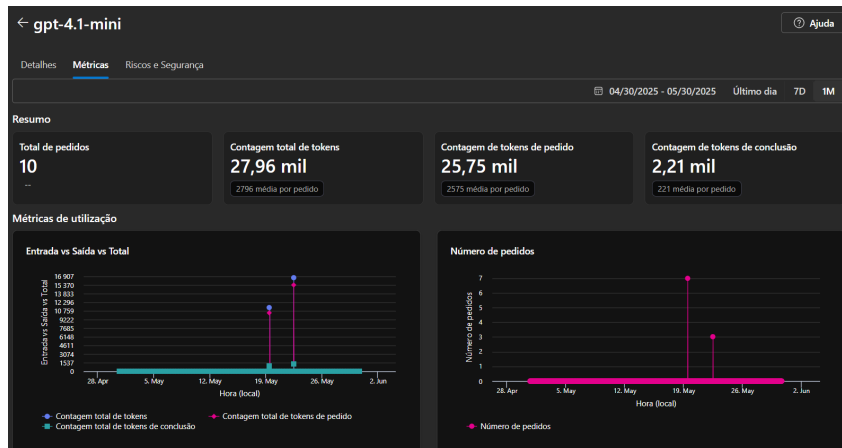 ← gpt-4.1-mini
Ajuda
Detalhes Métricas Riscos e Segurança
04/30/2025 - 05/30/2025 Último dia 7D 1M
Resumo
Total de pedidos
10
--
Contagem total de tokens
27,96 mil
2796 média por pedido
Contagem de tokens de pedido
25,75 mil
2575 média por pedido
Contagem de tokens de conclusão
2,21 mil
221 média por pedido
Métricas de utilização
Entrada vs Saída vs Total
Entrada vs Saída vs Total
16 907
15 370
13 833
12 296
10 759
9222
7685
6148
4611
3074
1537
0
28. Apr 5. May 12. May 19. May 26. May 2. Jun
Hora (local)
Contagem total de tokens Contagem total de tokens de pedido
Contagem total de tokens de conclusão
Número de pedidos
Número de pedidos
7
6
5
4
3
2
1
0
28. Apr 5. May 12. May 19. May 26. May 2. Jun
Hora (local)
Número de pedidos